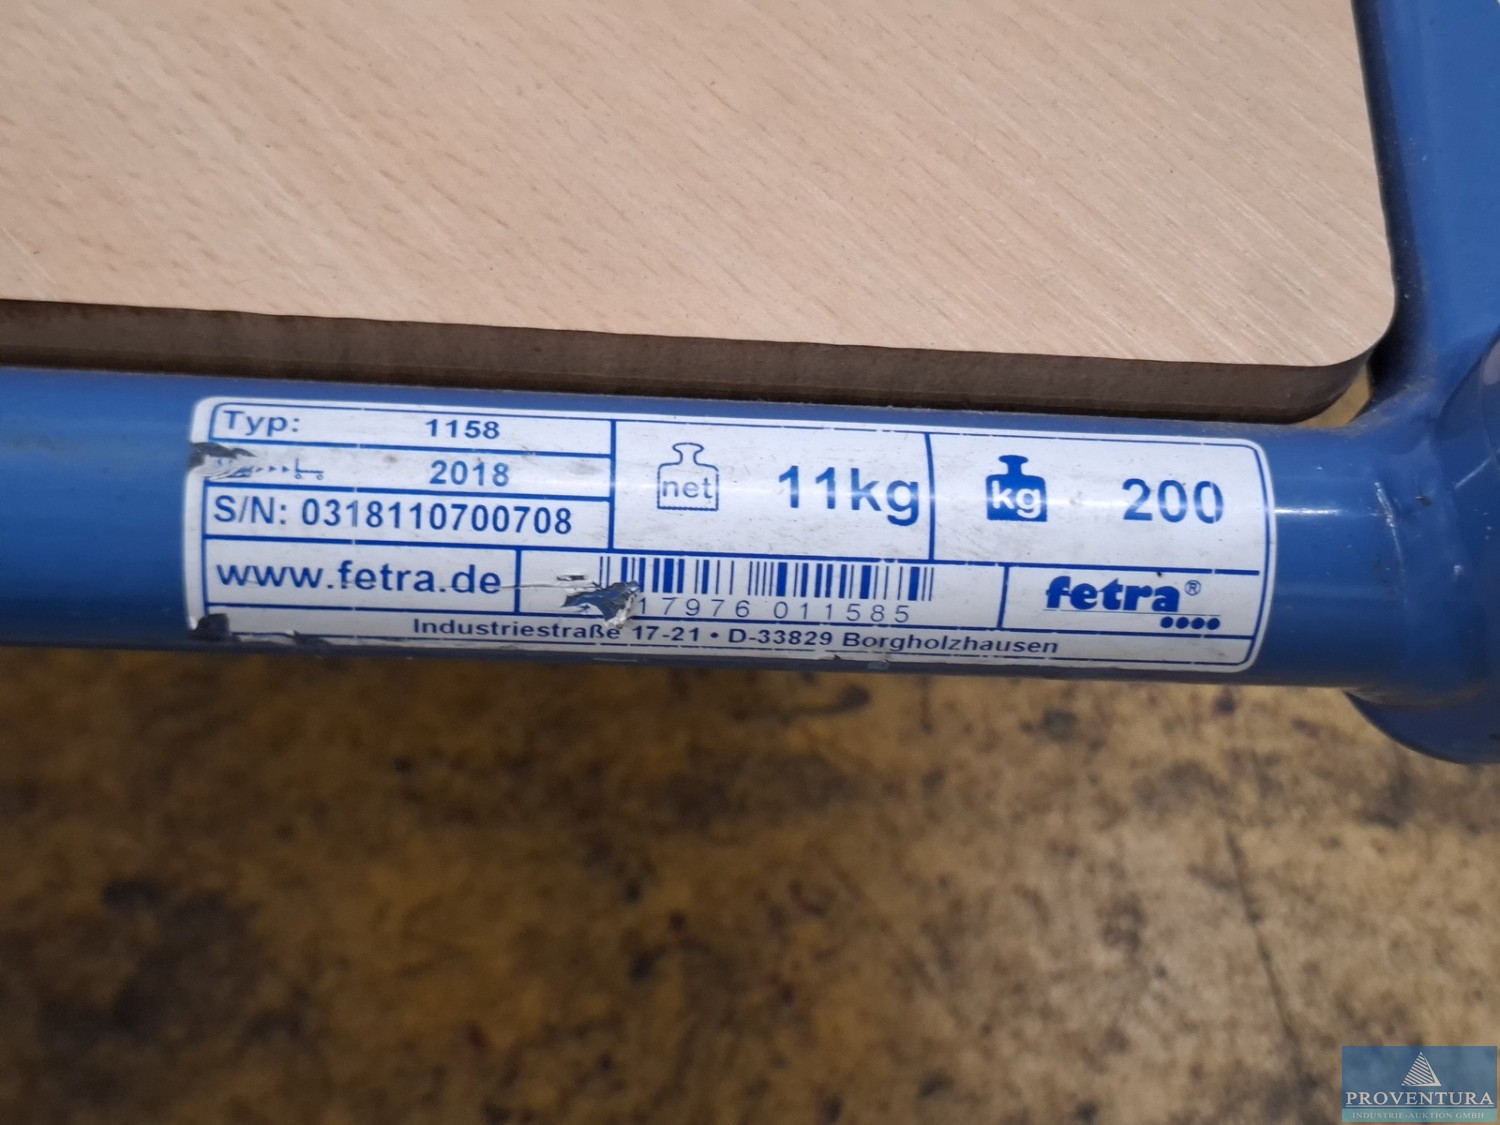 Typ: 1158
2018
S/N: 0318110700708
net 11kg
kg 200
www.fetra.de
17976 011585
fetra®
Industriestraße 17-21 • D-33829 Borgholzhausen
PROVENTURA
INDUSTRIE-AUKTION GMBH